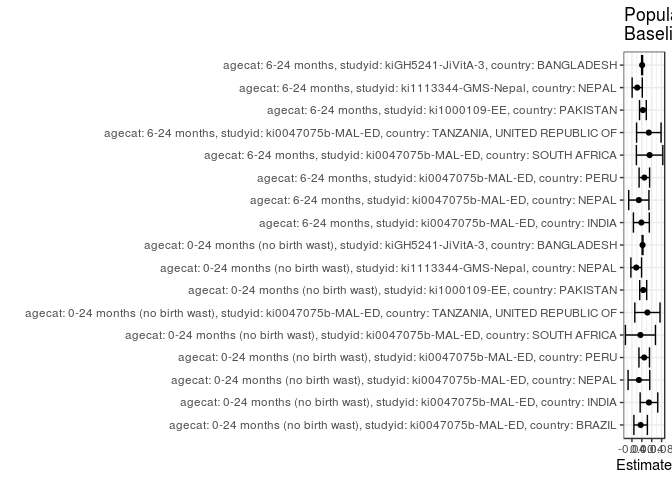 Popula
Baseli
agecat: 6-24 months, studyid: kiGH5241-JiVitA-3, country: BANGLADESH
agecat: 6-24 months, studyid: ki1113344-GMS-Nepal, country: NEPAL
agecat: 6-24 months, studyid: ki1000109-EE, country: PAKISTAN
agecat: 6-24 months, studyid: ki0047075b-MAL-ED, country: TANZANIA, UNITED REPUBLIC OF
agecat: 6-24 months, studyid: ki0047075b-MAL-ED, country: SOUTH AFRICA
agecat: 6-24 months, studyid: ki0047075b-MAL-ED, country: PERU
agecat: 6-24 months, studyid: ki0047075b-MAL-ED, country: NEPAL
agecat: 6-24 months, studyid: ki0047075b-MAL-ED, country: INDIA
agecat: 0-24 months (no birth wast), studyid: kiGH5241-JiVitA-3, country: BANGLADESH
agecat: 0-24 months (no birth wast), studyid: ki1113344-GMS-Nepal, country: NEPAL
agecat: 0-24 months (no birth wast), studyid: ki1000109-EE, country: PAKISTAN
agecat: 0-24 months (no birth wast), studyid: ki0047075b-MAL-ED, country: TANZANIA, UNITED REPUBLIC OF
agecat: 0-24 months (no birth wast), studyid: ki0047075b-MAL-ED, country: SOUTH AFRICA
agecat: 0-24 months (no birth wast), studyid: ki0047075b-MAL-ED, country: PERU
agecat: 0-24 months (no birth wast), studyid: ki0047075b-MAL-ED, country: NEPAL
agecat: 0-24 months (no birth wast), studyid: ki0047075b-MAL-ED, country: INDIA
agecat: 0-24 months (no birth wast), studyid: ki0047075b-MAL-ED, country: BRAZIL
Estimate